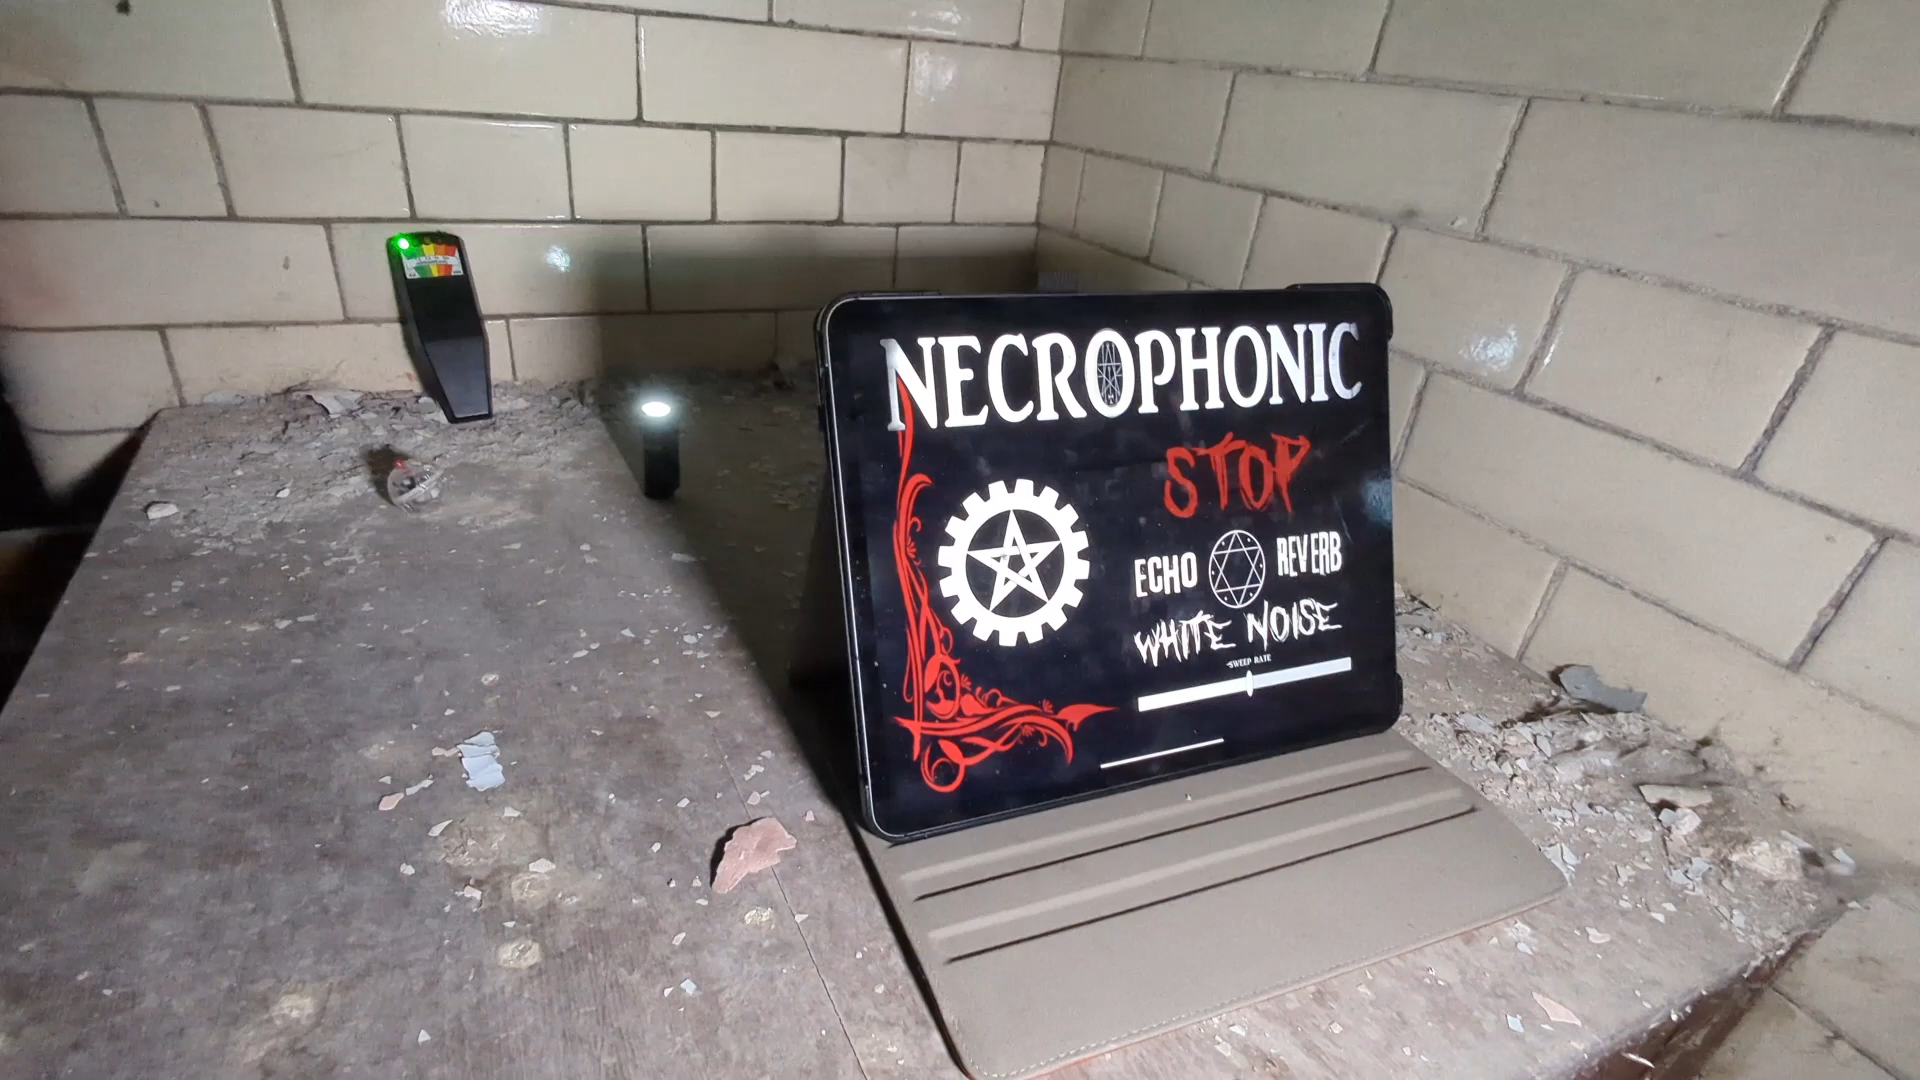 NECROPHONIC
STOP
ECHO
REVERB
WHITE NOISE
SWEEP RATE